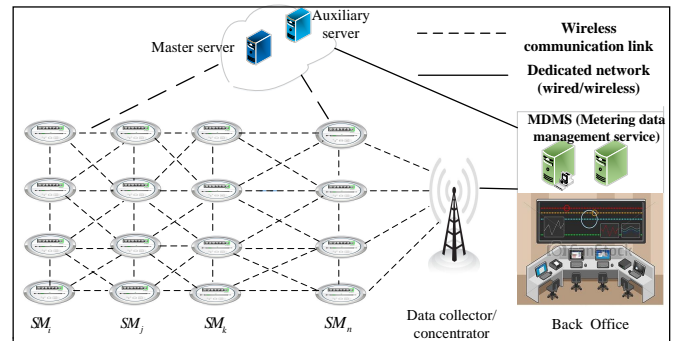 Auxiliary
server
Master server
Wireless
communication link
Dedicated network
(wired/wireless)
MDMS (Metering data
management service)
SM_i
SM_j
SM_k
SM_n
Data collector/
concentrator
Back Office